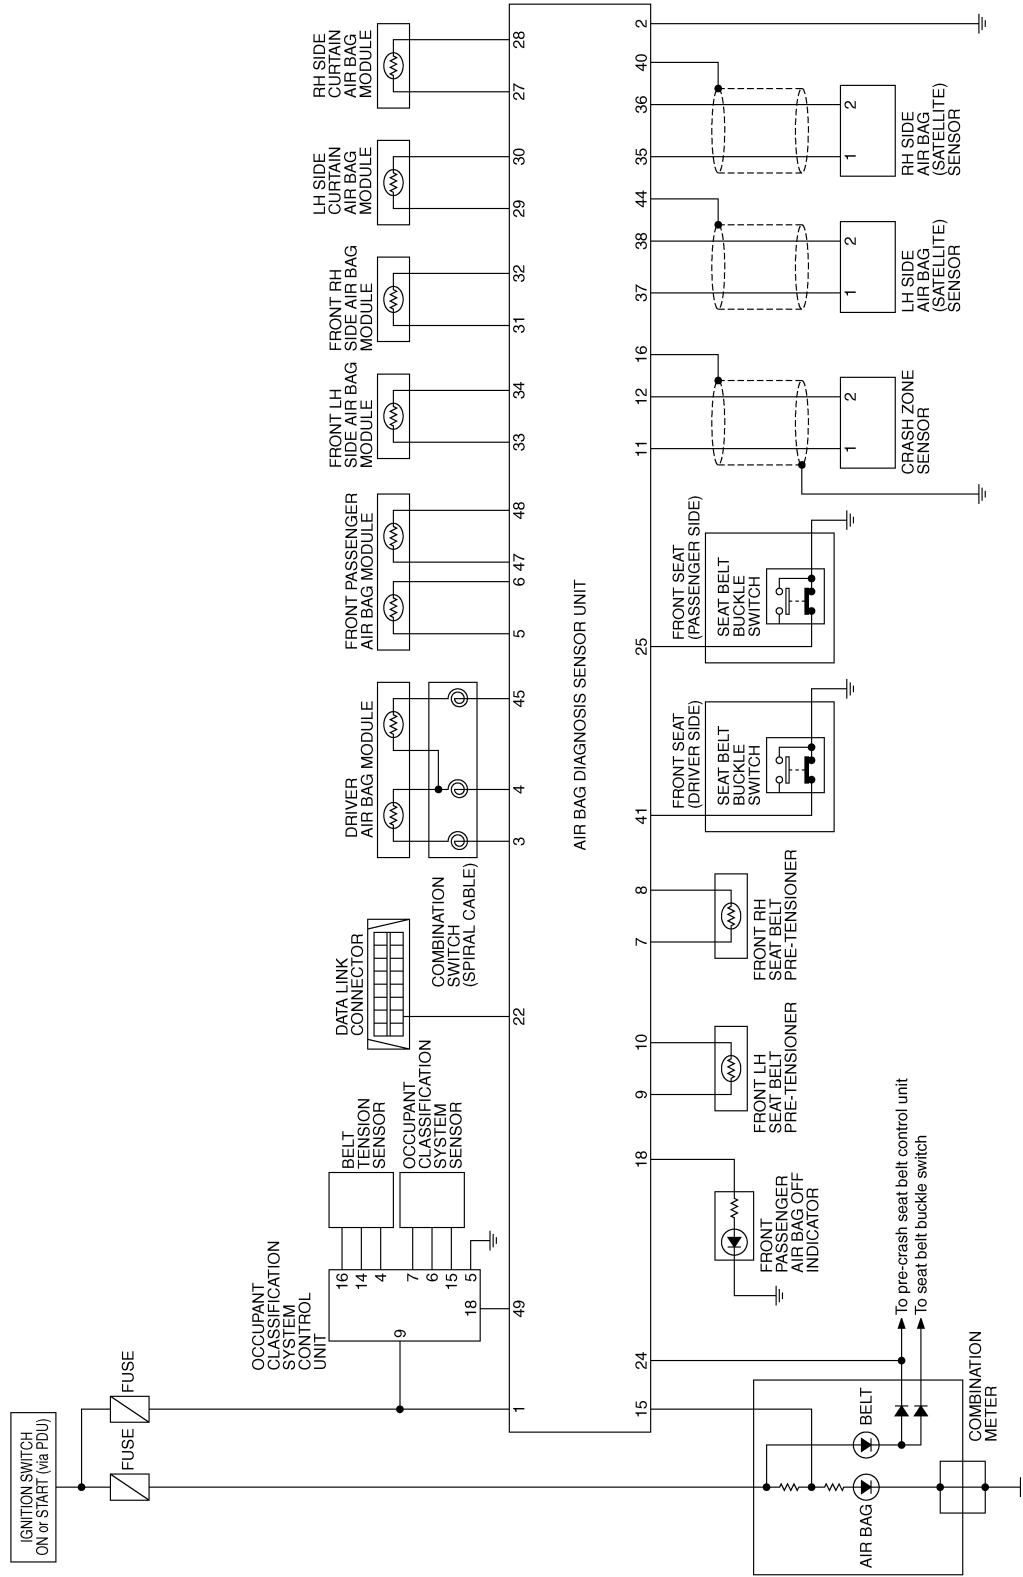 IGNITION SWITCH
ON or START (via PDU)
FUSE
FUSE
OCCUPANT
CLASSIFICATION
SYSTEM
CONTROL
UNIT
9
16
14
4
7
6
15
5
18
BELT
TENSION
SENSOR
OCCUPANT
CLASSIFICATION
SYSTEM
SENSOR
DATA LINK
CONNECTOR
COMBINATION
SWITCH
(SPIRAL CABLE)
DRIVER
AIR BAG MODULE
FRONT PASSENGER
AIR BAG MODULE
FRONT LH
SIDE AIR BAG
MODULE
FRONT RH
SIDE AIR BAG
MODULE
LH SIDE
CURTAIN
AIR BAG
MODULE
RH SIDE
CURTAIN
AIR BAG
MODULE
1
49
22
3
4
45
5
6
47
48
33
34
31
32
29
30
27
28
AIR BAG DIAGNOSIS SENSOR UNIT
15
24
18
9
10
7
8
41
25
11
12
16
37
38
44
35
36
40
2
AIR BAG
BELT
COMBINATION
METER
To pre-crash seat belt control unit
To seat belt buckle switch
FRONT
PASSENGER
AIR BAG OFF
INDICATOR
FRONT LH
SEAT BELT
PRE-TENSIONER
FRONT RH
SEAT BELT
PRE-TENSIONER
FRONT SEAT
(DRIVER SIDE)
SEAT BELT
BUCKLE
SWITCH
FRONT SEAT
(PASSENGER SIDE)
SEAT BELT
BUCKLE
SWITCH
1
2
CRASH ZONE
SENSOR
1
2
LH SIDE
AIR BAG
(SATELLITE)
SENSOR
1
2
RH SIDE
AIR BAG
(SATELLITE)
SENSOR